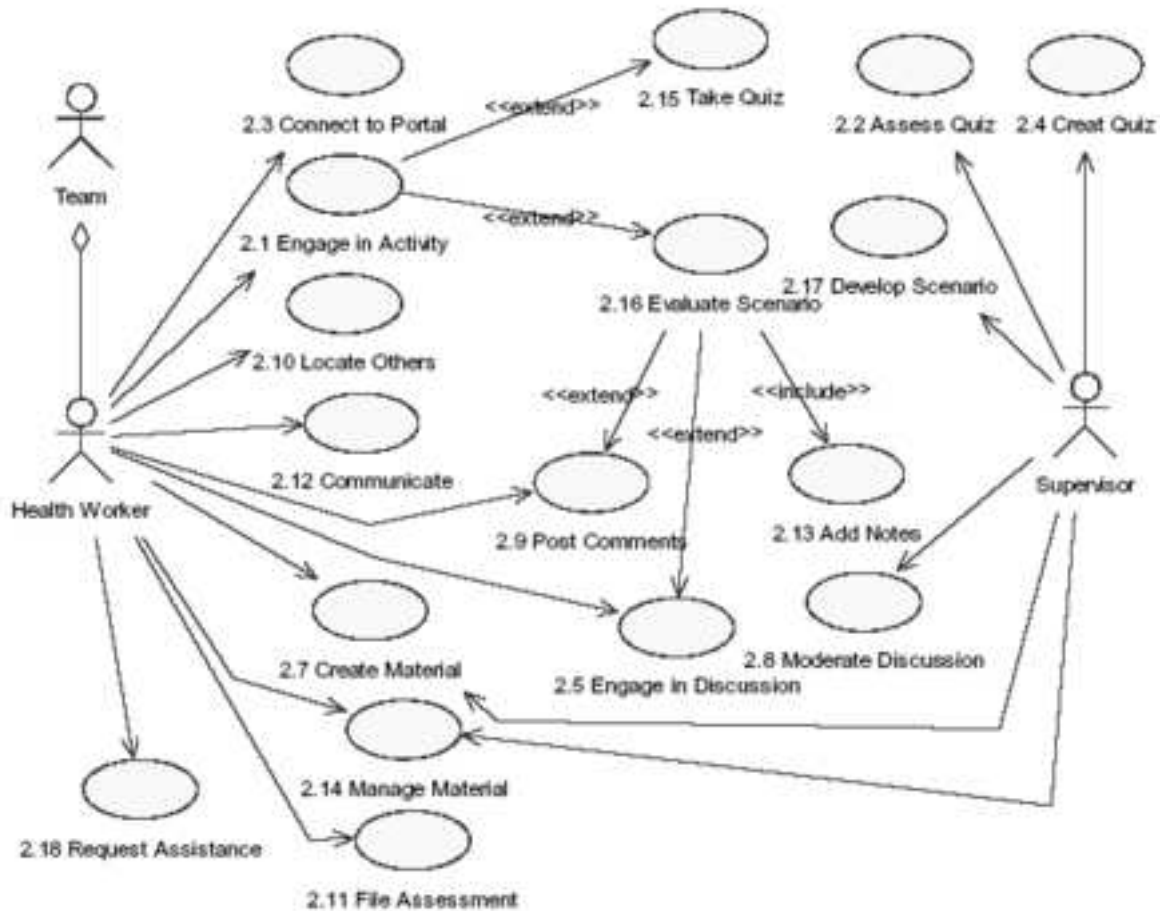 <<extend>>
2.15 Take Quiz
2.3 Connect to Portal
2.2 Assess Quiz
2.4 Creat Quiz
Team
<<extend>>
2.1 Engage in Activity
2.17 Develop Scenario
2.16 Evaluate Scenario
2.10 Locate Others
<<extend>>
<<include>>
<<extend>>
2.12 Communicate
Supervisor
Health Worker
2.9 Post Comments
2.13 Add Notes
2.8 Moderate Discussion
2.7 Create Material
2.5 Engage in Discussion
2.14 Manage Material
2.18 Request Assistance
2.11 File Assessment